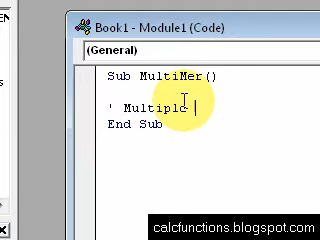 Book1 - Module1 (Code)
(General)
Sub MultiMer()
' Multiple
End Sub
calcfunctions.blogspot.com